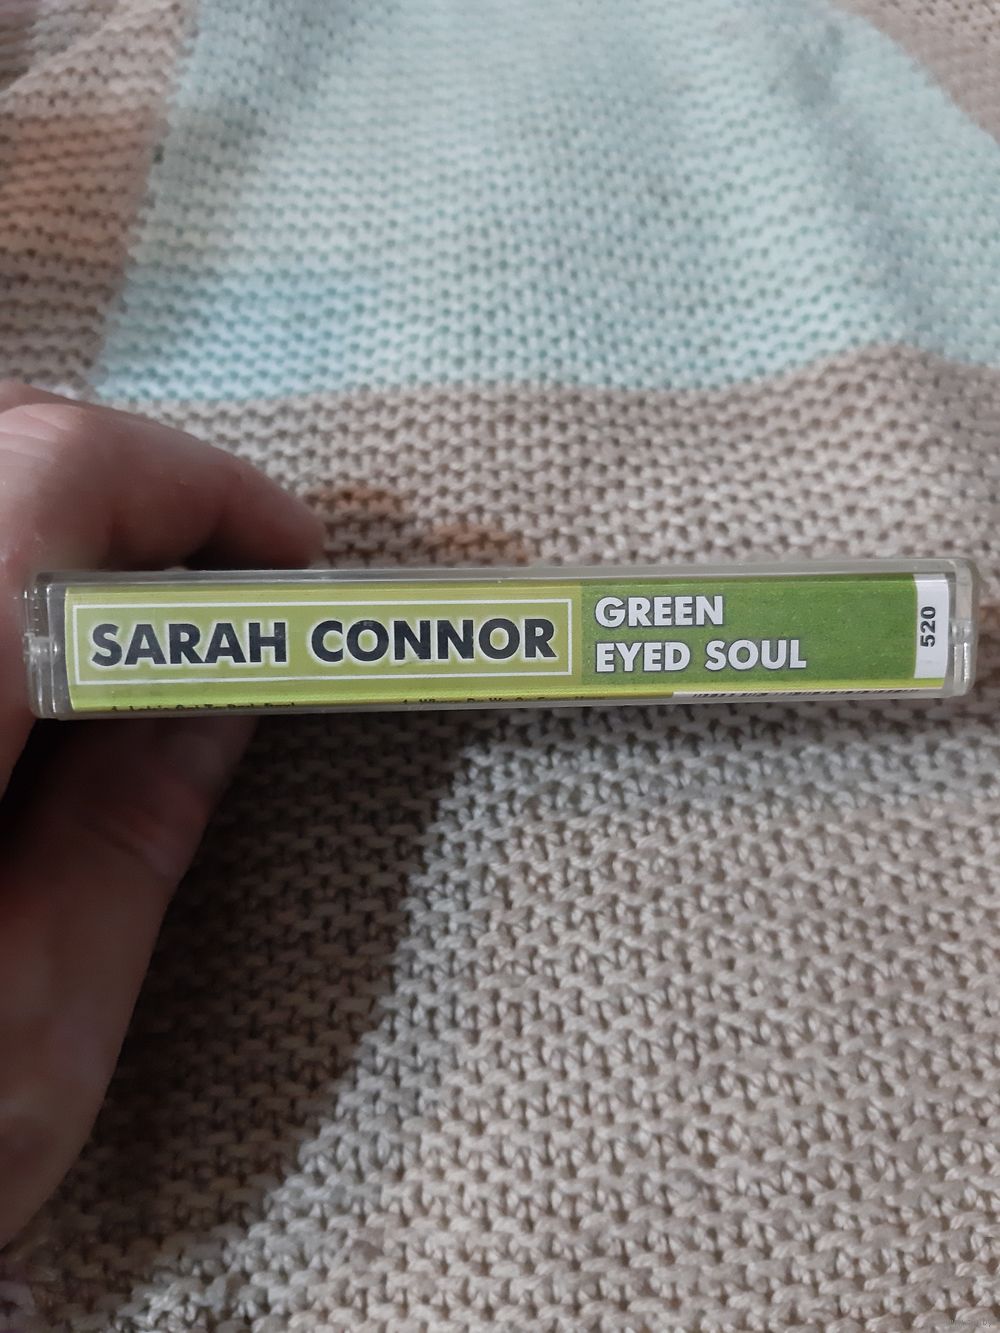 SARAH CONNOR
GREEN
EYED SOUL
520